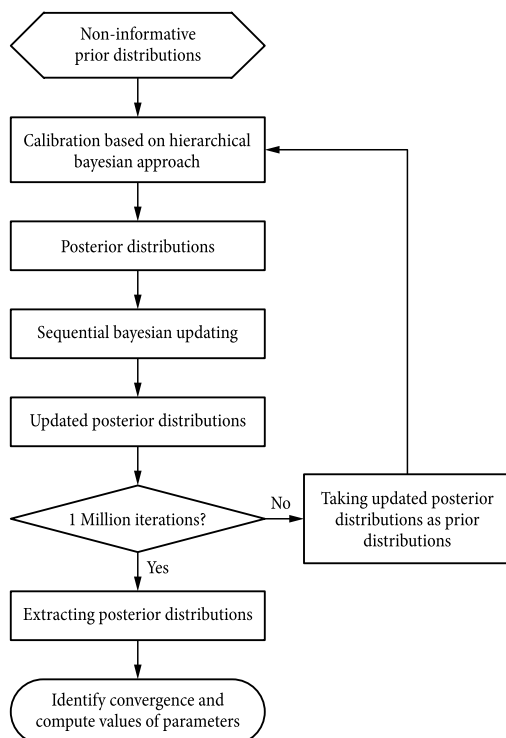 Non-informative
prior distributions
Calibration based on hierarchical
bayesian approach
Posterior distributions
Sequential bayesian updating
Updated posterior distributions
1 Million iterations?
No
Taking updated posterior
distributions as prior
distributions
Yes
Extracting posterior distributions
Identify convergence and
compute values of parameters